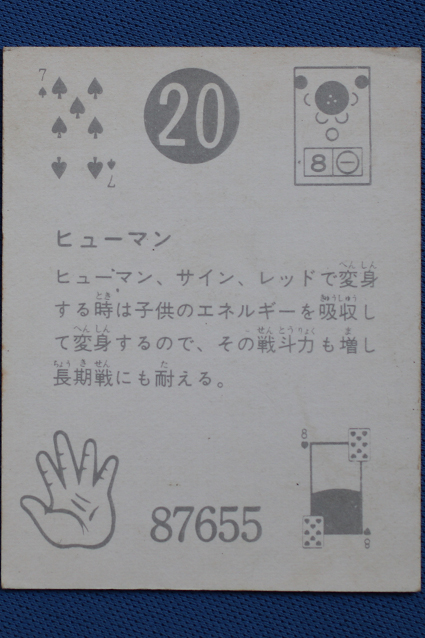 7
20
8 ㊀
7
ヒューマン
ヒューマン、サイン、レッドで変身
する時は子供のエネルギーを吸収し
て変身するので、その戦斗力も増し
長期戦にも耐える。
8
87655
8